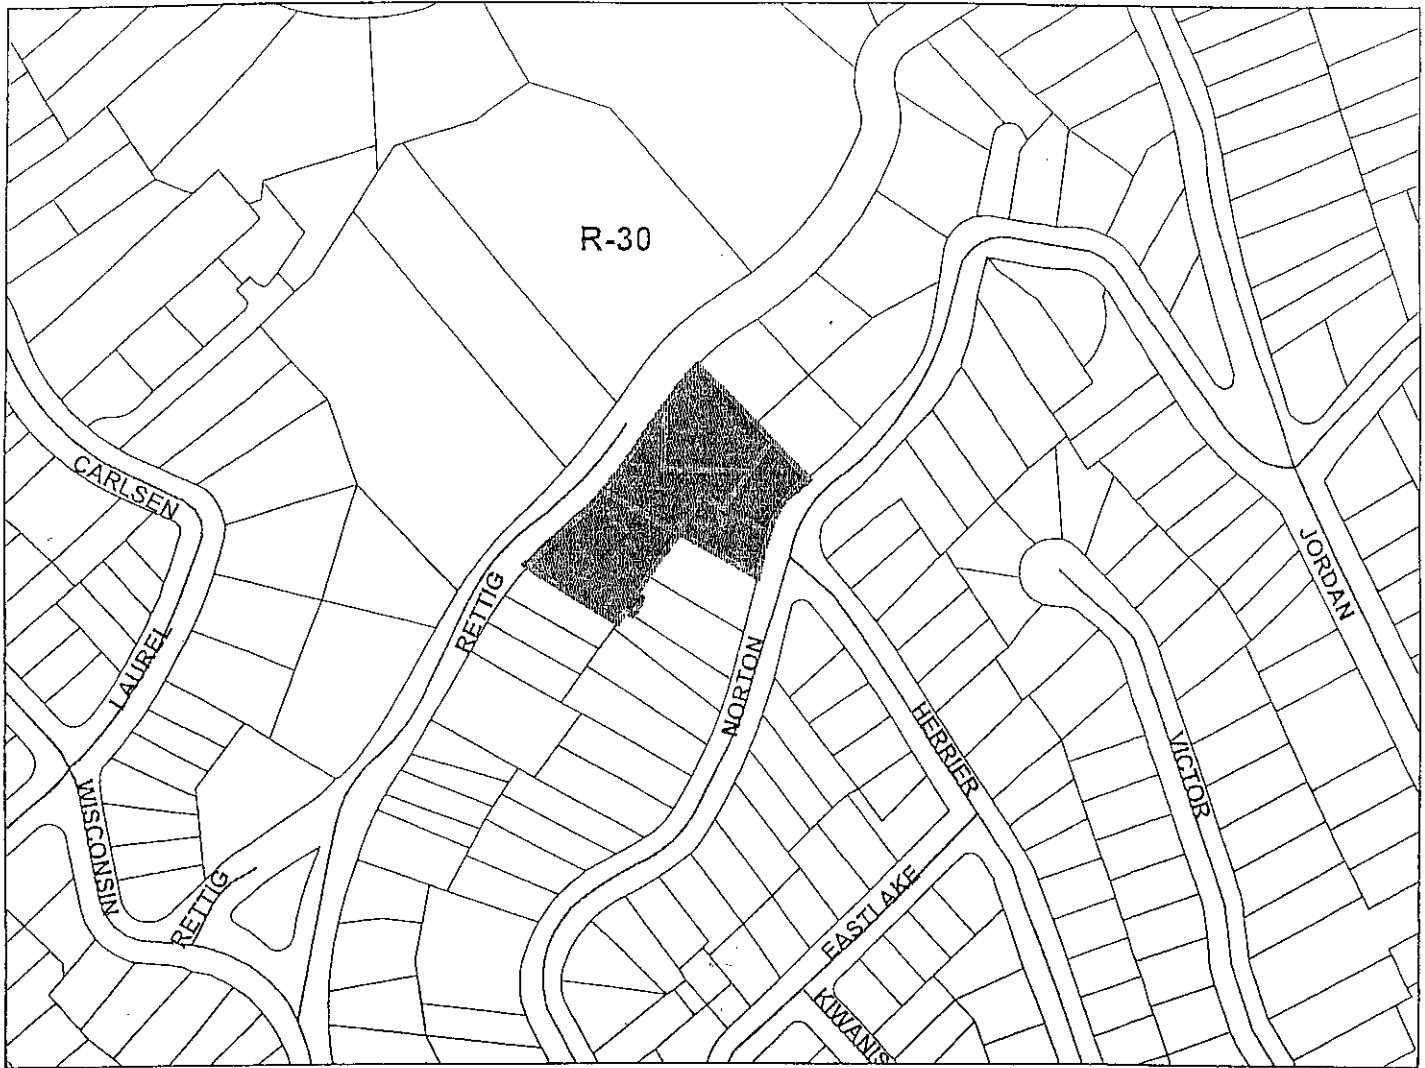 R-30
CARLSEN
RETTIG
JORDAN
LAUREL
NORTON
HERRIER
VICTOR
WISCONSIN
RETTIG
EASTLAKE
KIWANIS